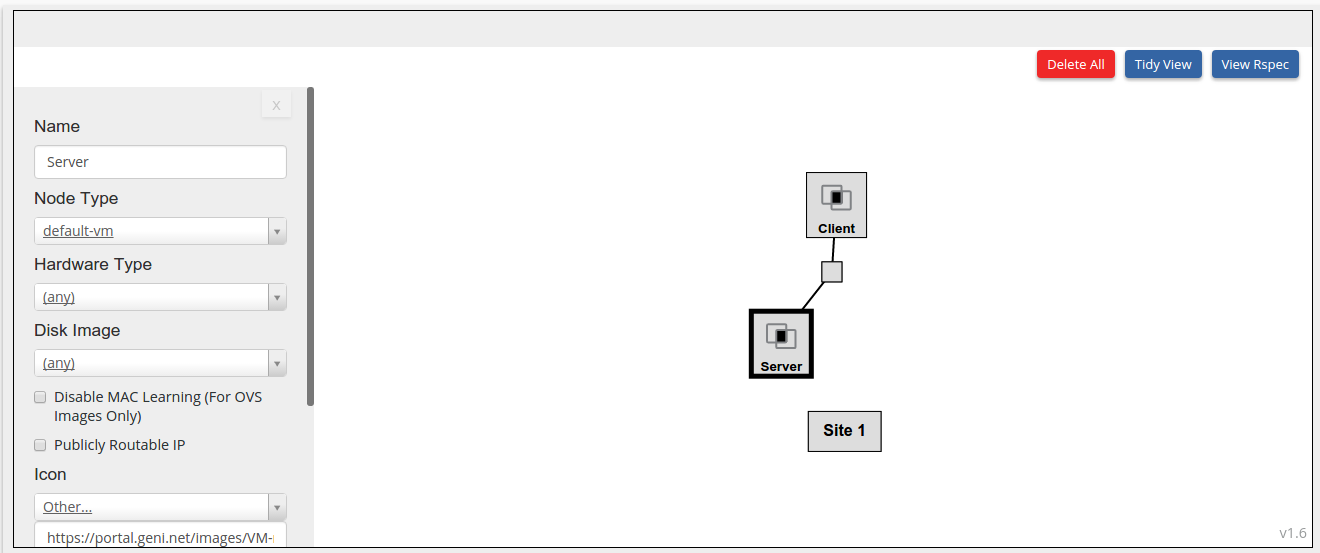 Delete All
Tidy View
View Rspec
X
Name
Server
Node Type
default-vm
Hardware Type
(any)
Disk Image
(any)
Disable MAC Learning (For OVS
Images Only)
Publicly Routable IP
Icon
Other...
https://portal.geni.net/images/VM-
Client
Server
Site 1
v1.6